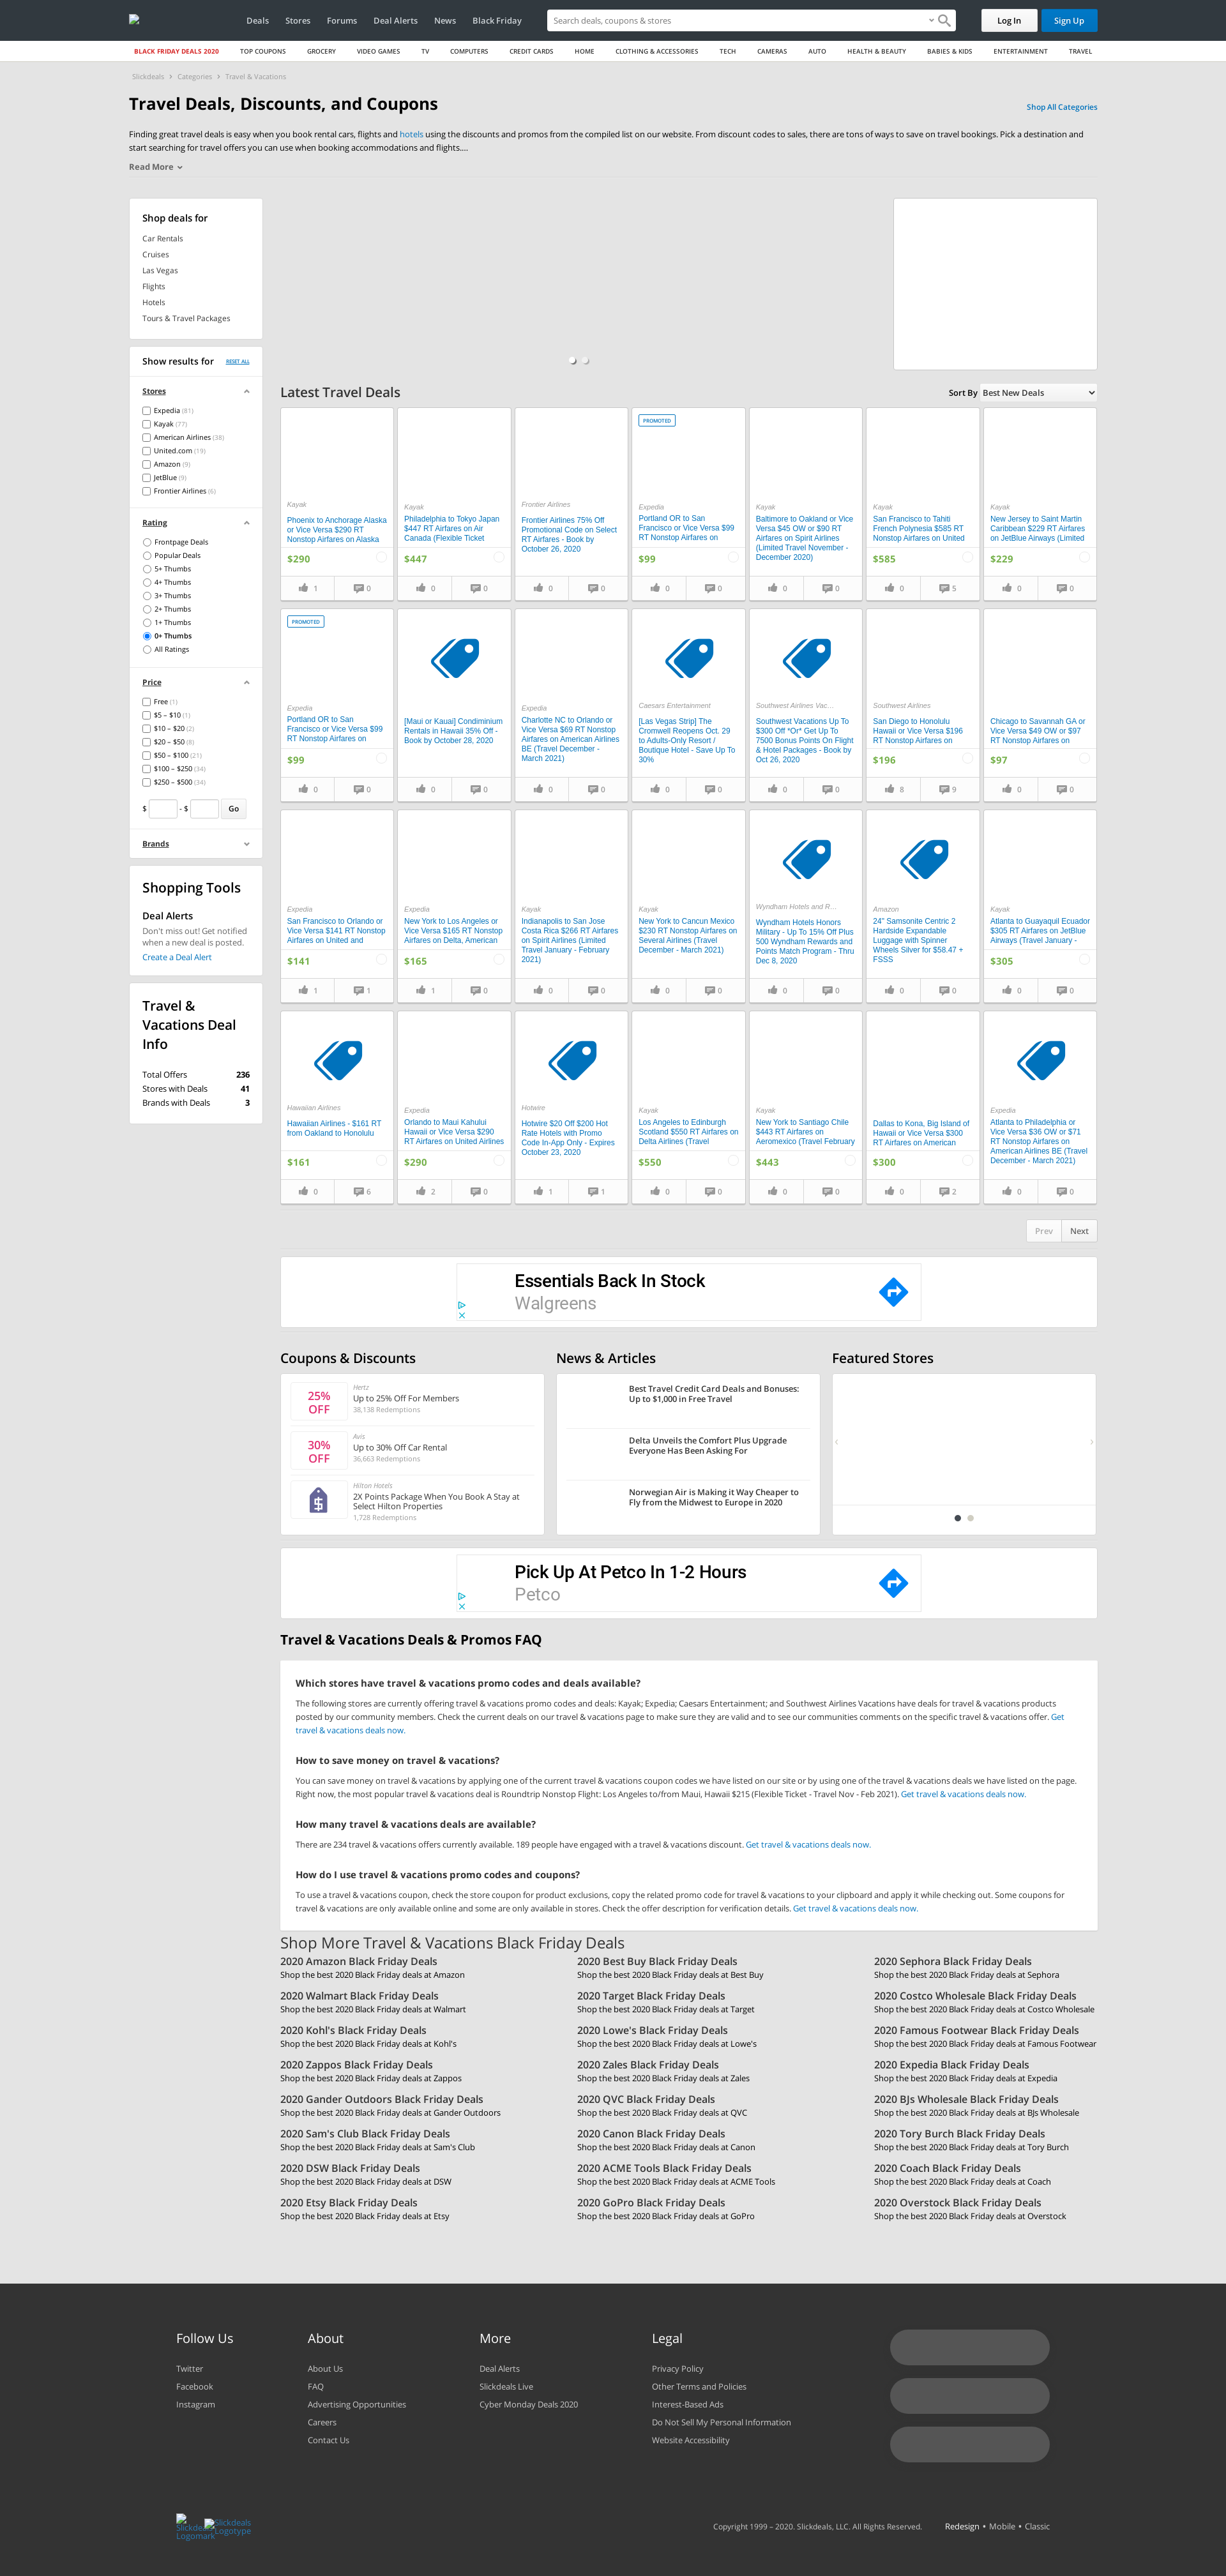 Deals Stores Forums Deal Alerts News Black Friday
Search deals, coupons & stores
Log In
Sign Up
BLACK FRIDAY DEALS 2020 TOP COUPONS GROCERY VIDEO GAMES TV COMPUTERS CREDIT CARDS HOME CLOTHING & ACCESSORIES TECH CAMERAS AUTO HEALTH & BEAUTY BABIES & KIDS ENTERTAINMENT TRAVEL
Slickdeals › Categories › Travel & Vacations
Travel Deals, Discounts, and Coupons
Shop All Categories
Finding great travel deals is easy when you book rental cars, flights and hotels using the discounts and promos from the compiled list on our website. From discount codes to sales, there are tons of ways to save on travel bookings. Pick a destination and
start searching for travel offers you can use when booking accommodations and flights....
Read More
Shop deals for
Car Rentals
Cruises
Las Vegas
Flights
Hotels
Tours & Travel Packages
Show results for
RESET ALL
Stores
Expedia (81)
Kayak (77)
American Airlines (38)
United.com (19)
Amazon (9)
JetBlue (9)
Frontier Airlines (6)
Rating
Frontpage Deals
Popular Deals
5+ Thumbs
4+ Thumbs
3+ Thumbs
2+ Thumbs
1+ Thumbs
0+ Thumbs
All Ratings
Price
Free (1)
$5 – $10 (1)
$10 – $20 (2)
$20 – $50 (8)
$50 – $100 (21)
$100 – $250 (34)
$250 – $500 (34)
$ - $ Go
Brands
Shopping Tools
Deal Alerts
Don't miss out! Get notified
when a new deal is posted.
Create a Deal Alert
Travel &
Vacations Deal
Info
Total Offers 236
Stores with Deals 41
Brands with Deals 3
Latest Travel Deals
Sort By Best New Deals
Kayak
Phoenix to Anchorage Alaska
or Vice Versa $290 RT
Nonstop Airfares on Alaska
$290
1 0
Kayak
Philadelphia to Tokyo Japan
$447 RT Airfares on Air
Canada (Flexible Ticket
$447
0 0
Frontier Airlines
Frontier Airlines 75% Off
Promotional Code on Select
RT Airfares - Book by
October 26, 2020
0 0
PROMOTED
Expedia
Portland OR to San
Francisco or Vice Versa $99
RT Nonstop Airfares on
$99
0 0
Kayak
Baltimore to Oakland or Vice
Versa $45 OW or $90 RT
Airfares on Spirit Airlines
(Limited Travel November -
December 2020)
0 0
Kayak
San Francisco to Tahiti
French Polynesia $585 RT
Nonstop Airfares on United
$585
0 5
Kayak
New Jersey to Saint Martin
Caribbean $229 RT Airfares
on JetBlue Airways (Limited
$229
0 0
PROMOTED
Expedia
Portland OR to San
Francisco or Vice Versa $99
RT Nonstop Airfares on
$99
0 0
[Maui or Kauai] Condiminium
Rentals in Hawaii 35% Off -
Book by October 28, 2020
0 0
Expedia
Charlotte NC to Orlando or
Vice Versa $69 RT Nonstop
Airfares on American Airlines
BE (Travel December -
March 2021)
0 0
Caesars Entertainment
[Las Vegas Strip] The
Cromwell Reopens Oct. 29
to Adults-Only Resort /
Boutique Hotel - Save Up To
30%
0 0
Southwest Airlines Vac...
Southwest Vacations Up To
$300 Off *Or* Get Up To
7500 Bonus Points On Flight
& Hotel Packages - Book by
Oct 26, 2020
0 0
Southwest Airlines
San Diego to Honolulu
Hawaii or Vice Versa $196
RT Nonstop Airfares on
$196
8 9
Chicago to Savannah GA or
Vice Versa $49 OW or $97
RT Nonstop Airfares on
$97
0 0
Expedia
San Francisco to Orlando or
Vice Versa $141 RT Nonstop
Airfares on United and
$141
1 1
Expedia
New York to Los Angeles or
Vice Versa $165 RT Nonstop
Airfares on Delta, American
$165
1 0
Kayak
Indianapolis to San Jose
Costa Rica $266 RT Airfares
on Spirit Airlines (Limited
Travel January - February
2021)
0 0
Kayak
New York to Cancun Mexico
$230 RT Nonstop Airfares on
Several Airlines (Travel
December - March 2021)
0 0
Wyndham Hotels and R...
Wyndham Hotels Honors
Military - Up To 15% Off Plus
500 Wyndham Rewards and
Points Match Program - Thru
Dec 8, 2020
0 0
Amazon
24" Samsonite Centric 2
Hardside Expandable
Luggage with Spinner
Wheels Silver for $58.47 +
FSSS
0 0
Kayak
Atlanta to Guayaquil Ecuador
$305 RT Airfares on JetBlue
Airways (Travel January -
$305
0 0
Hawaiian Airlines
Hawaiian Airlines - $161 RT
from Oakland to Honolulu
$161
0 6
Expedia
Orlando to Maui Kahului
Hawaii or Vice Versa $290
RT Airfares on United Airlines
$290
2 0
Hotwire
Hotwire $20 Off $200 Hot
Rate Hotels with Promo
Code In-App Only - Expires
October 23, 2020
1 1
Kayak
Los Angeles to Edinburgh
Scotland $550 RT Airfares on
Delta Airlines (Travel
$550
0 0
Kayak
New York to Santiago Chile
$443 RT Airfares on
Aeromexico (Travel February
$443
0 0
Dallas to Kona, Big Island of
Hawaii or Vice Versa $300
RT Airfares on American
$300
0 2
Expedia
Atlanta to Philadelphia or
Vice Versa $36 OW or $71
RT Nonstop Airfares on
American Airlines BE (Travel
December - March 2021)
0 0
Prev Next
Essentials Back In Stock
Walgreens
Coupons & Discounts
25%
OFF
Hertz
Up to 25% Off For Members
38,138 Redemptions
30%
OFF
Avis
Up to 30% Off Car Rental
36,663 Redemptions
Hilton Hotels
2X Points Package When You Book A Stay at
Select Hilton Properties
1,728 Redemptions
News & Articles
Best Travel Credit Card Deals and Bonuses:
Up to $1,000 in Free Travel
Delta Unveils the Comfort Plus Upgrade
Everyone Has Been Asking For
Norwegian Air is Making it Way Cheaper to
Fly from the Midwest to Europe in 2020
Featured Stores
Pick Up At Petco In 1-2 Hours
Petco
Travel & Vacations Deals & Promos FAQ
Which stores have travel & vacations promo codes and deals available?
The following stores are currently offering travel & vacations promo codes and deals: Kayak; Expedia; Caesars Entertainment; and Southwest Airlines Vacations have deals for travel & vacations products
posted by our community members. Check the current deals on our travel & vacations page to make sure they are valid and to see our communities comments on the specific travel & vacations offer. Get
travel & vacations deals now.
How to save money on travel & vacations?
You can save money on travel & vacations by applying one of the current travel & vacations coupon codes we have listed on our site or by using one of the travel & vacations deals we have listed on the page.
Right now, the most popular travel & vacations deal is Roundtrip Nonstop Flight: Los Angeles to/from Maui, Hawaii $215 (Flexible Ticket - Travel Nov - Feb 2021). Get travel & vacations deals now.
How many travel & vacations deals are available?
There are 234 travel & vacations offers currently available. 189 people have engaged with a travel & vacations discount. Get travel & vacations deals now.
How do I use travel & vacations promo codes and coupons?
To use a travel & vacations coupon, check the store coupon for product exclusions, copy the related promo code for travel & vacations to your clipboard and apply it while checking out. Some coupons for
travel & vacations are only available online and some are only available in stores. Check the offer description for verification details. Get travel & vacations deals now.
Shop More Travel & Vacations Black Friday Deals
2020 Amazon Black Friday Deals
Shop the best 2020 Black Friday deals at Amazon
2020 Best Buy Black Friday Deals
Shop the best 2020 Black Friday deals at Best Buy
2020 Sephora Black Friday Deals
Shop the best 2020 Black Friday deals at Sephora
2020 Walmart Black Friday Deals
Shop the best 2020 Black Friday deals at Walmart
2020 Target Black Friday Deals
Shop the best 2020 Black Friday deals at Target
2020 Costco Wholesale Black Friday Deals
Shop the best 2020 Black Friday deals at Costco Wholesale
2020 Kohl's Black Friday Deals
Shop the best 2020 Black Friday deals at Kohl's
2020 Lowe's Black Friday Deals
Shop the best 2020 Black Friday deals at Lowe's
2020 Famous Footwear Black Friday Deals
Shop the best 2020 Black Friday deals at Famous Footwear
2020 Zappos Black Friday Deals
Shop the best 2020 Black Friday deals at Zappos
2020 Zales Black Friday Deals
Shop the best 2020 Black Friday deals at Zales
2020 Expedia Black Friday Deals
Shop the best 2020 Black Friday deals at Expedia
2020 Gander Outdoors Black Friday Deals
Shop the best 2020 Black Friday deals at Gander Outdoors
2020 QVC Black Friday Deals
Shop the best 2020 Black Friday deals at QVC
2020 BJs Wholesale Black Friday Deals
Shop the best 2020 Black Friday deals at BJs Wholesale
2020 Sam's Club Black Friday Deals
Shop the best 2020 Black Friday deals at Sam's Club
2020 Canon Black Friday Deals
Shop the best 2020 Black Friday deals at Canon
2020 Tory Burch Black Friday Deals
Shop the best 2020 Black Friday deals at Tory Burch
2020 DSW Black Friday Deals
Shop the best 2020 Black Friday deals at DSW
2020 ACME Tools Black Friday Deals
Shop the best 2020 Black Friday deals at ACME Tools
2020 Coach Black Friday Deals
Shop the best 2020 Black Friday deals at Coach
2020 Etsy Black Friday Deals
Shop the best 2020 Black Friday deals at Etsy
2020 GoPro Black Friday Deals
Shop the best 2020 Black Friday deals at GoPro
2020 Overstock Black Friday Deals
Shop the best 2020 Black Friday deals at Overstock
Follow Us
Twitter
Facebook
Instagram
About
About Us
FAQ
Advertising Opportunities
Careers
Contact Us
More
Deal Alerts
Slickdeals Live
Cyber Monday Deals 2020
Legal
Privacy Policy
Other Terms and Policies
Interest-Based Ads
Do Not Sell My Personal Information
Website Accessibility
Logomark
Slickdeals
Logotype
Copyright 1999 – 2020. Slickdeals, LLC. All Rights Reserved.
Redesign • Mobile • Classic